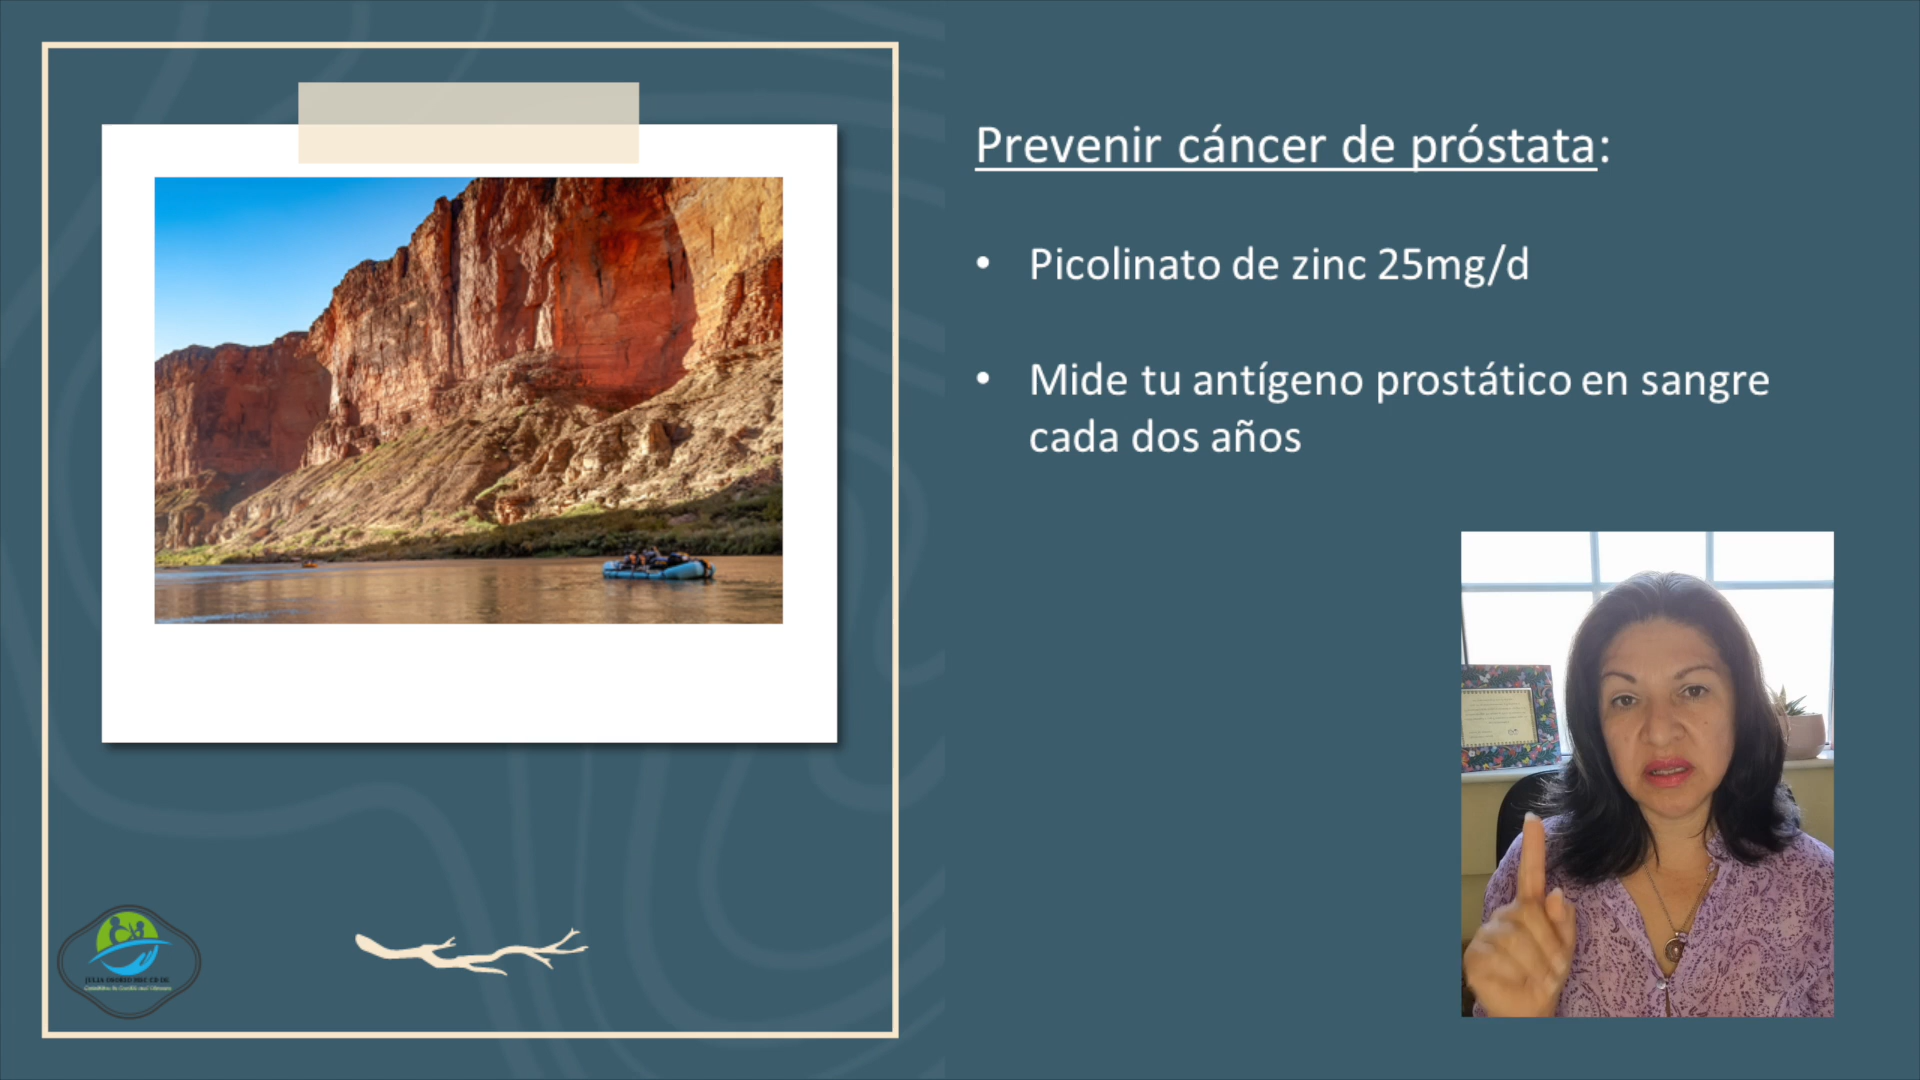 Prevenir cáncer de próstata:
• Picolinato de zinc 25mg/d
• Mide tu antígeno prostático en sangre
cada dos años